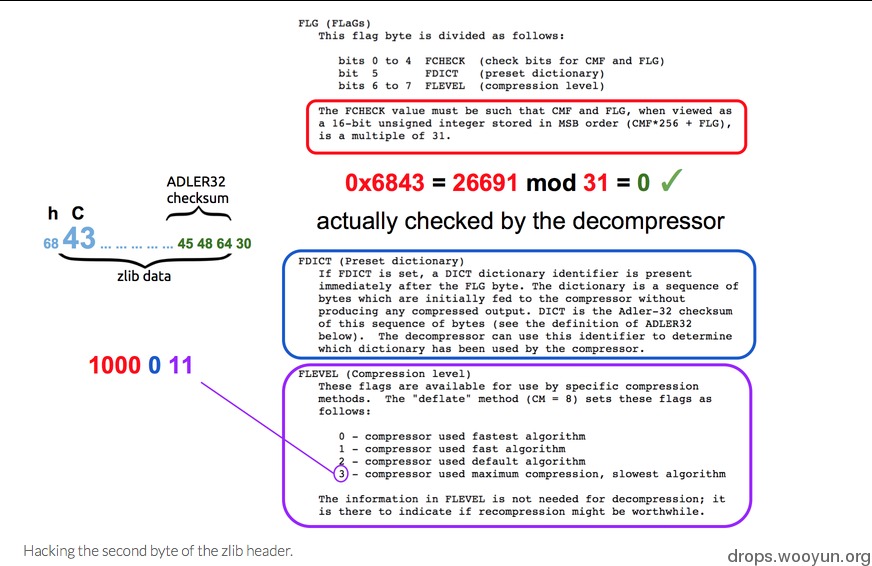 FLG (FLaGs)
This flag byte is divided as follows:
bits 0 to 4 FCHECK (check bits for CMF and FLG)
bit 5 FDICT (preset dictionary)
bits 6 to 7 FLEVEL (compression level)
The FCHECK value must be such that CMF and FLG, when viewed as
a 16-bit unsigned integer stored in MSB order (CMF*256 + FLG),
is a multiple of 31.
0x6843 = 26691 mod 31 = 0 ✓
actually checked by the decompressor
ADLER32
checksum
h C
68 43 ... ... ... ... ... 45 48 64 30
zlib data
FDICT (Preset dictionary)
If FDICT is set, a DICT dictionary identifier is present
immediately after the FLG byte. The dictionary is a sequence of
bytes which are initially fed to the compressor without
producing any compressed output. DICT is the Adler-32 checksum
of this sequence of bytes (see the definition of ADLER32
below). The decompressor can use this identifier to determine
which dictionary has been used by the compressor.
1000 0 11
FLEVEL (Compression level)
These flags are available for use by specific compression
methods. The "deflate" method (CM = 8) sets these flags as
follows:
0 - compressor used fastest algorithm
1 - compressor used fast algorithm
2 - compressor used default algorithm
3 - compressor used maximum compression, slowest algorithm
The information in FLEVEL is not needed for decompression; it
is there to indicate if recompression might be worthwhile.
Hacking the second byte of the zlib header.
drops.wooyun.org